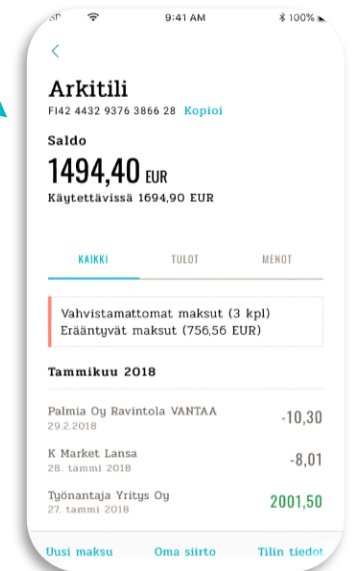 9:41 AM
100%
Arkitili
FI42 4432 9376 3866 28 Kopioi
Saldo
1494,40 EUR
Käytettävissä 1694,90 EUR
KAIKKI TULOT MENOT
Vahvistamattomat maksut (3 kpl)
Erääntyvät maksut (756,56 EUR)
Tammikuu 2018
Palmia Oy Ravintola VANTAA -10,30
29.2.2018
K Market Lansa -8,01
28. tammi 2018
Työnantaja Yritys Oy 2001,50
27. tammi 2018
Uusi maksu Oma siirto Tilin tiedot